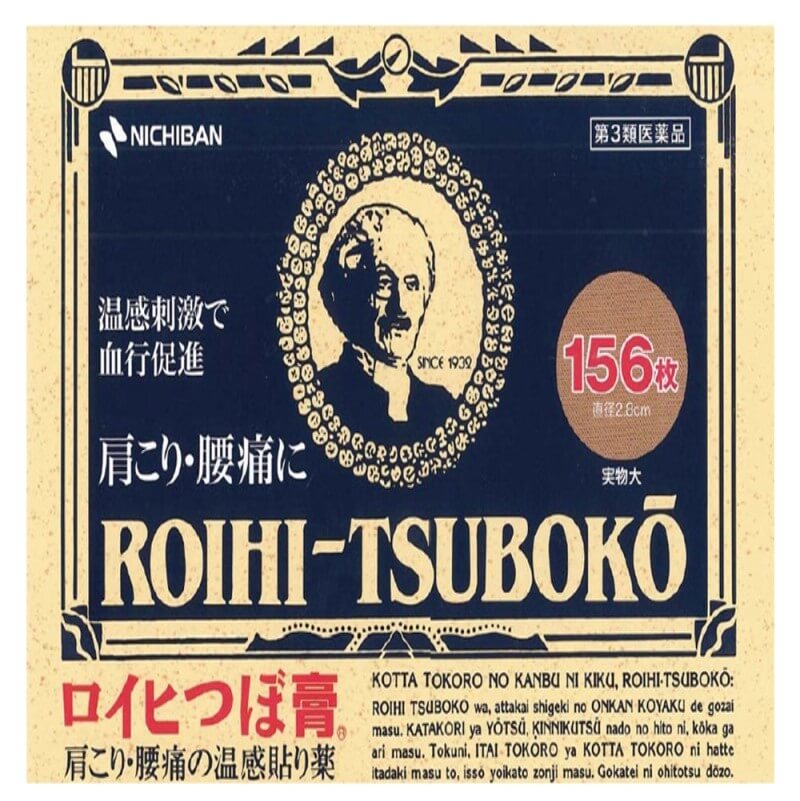 NICHIBAN
第3類医薬品
温感刺激で
血行促進
SINCE 1932
156枚
直径2.8cm
実物大
肩こり・腰痛に
ROIHI-TSUBOKŌ
ロイヒつぼ膏®
肩こり・腰痛の温感貼り薬
KOTTA TOKORO NO KANBU NI KIKU, ROIHI-TSUBOKŌ:
ROIHI TSUBOKO wa, attakai shigeki no ONKAN KOYAKU de gozai
masu. KATAKORI ya YŌTSŪ, KINNIKUTSŪ nado no hito ni, kōka ga
ari masu. Tokuni, ITAI TOKORO ya KOTTA TOKORO ni hatte
itadaki masu to, issō yoikato zonji masu. Gokatei ni ohitotsu dōzo.